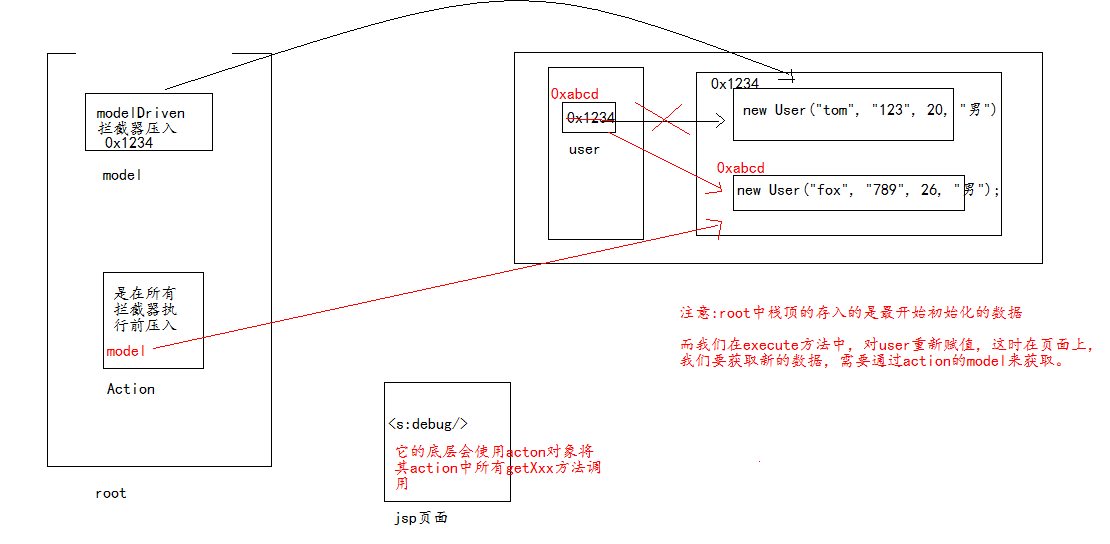 modelDriven
拦截器压入
0x1234
model
是在所有
拦截器执
行前压入
model
Action
root
0xabcd
0x1234
user
0x1234
new User("tom", "123", 20, "男")
0xabcd
new User("fox", "789", 26, "男");
注意:root中栈顶的存入的是最开始初始化的数据
而我们在execute方法中，对user重新赋值，这时在页面上，
我们要获取新的数据，需要通过action的model来获取。
<s:debug/>
它的底层会使用acton对象将
其action中所有getXxx方法调
用
jsp页面